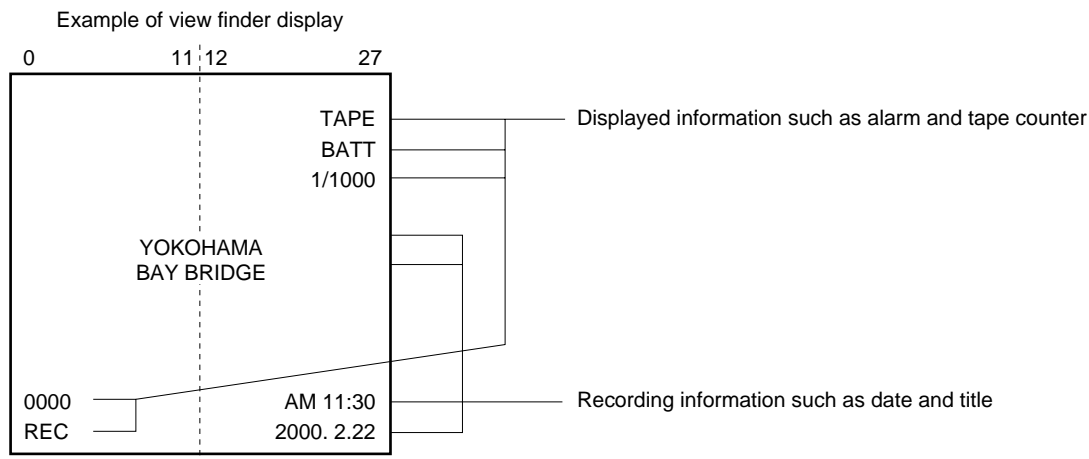 Example of view finder display
0 11 12 27
TAPE
BATT
1/1000
Displayed information such as alarm and tape counter
YOKOHAMA
BAY BRIDGE
0000 AM 11:30
REC 2000. 2.22
Recording information such as date and title